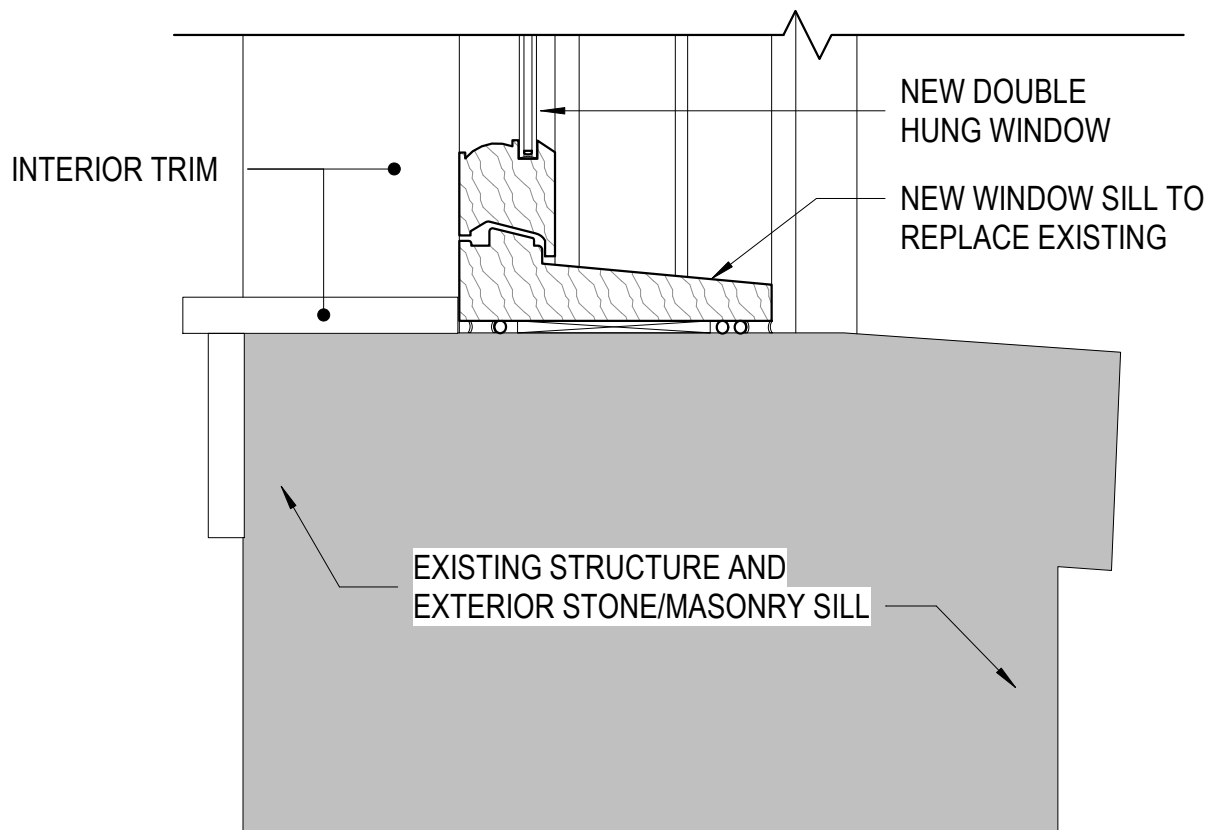 NEW DOUBLE
HUNG WINDOW
INTERIOR TRIM
NEW WINDOW SILL TO
REPLACE EXISTING
EXISTING STRUCTURE AND
EXTERIOR STONE/MASONRY SILL